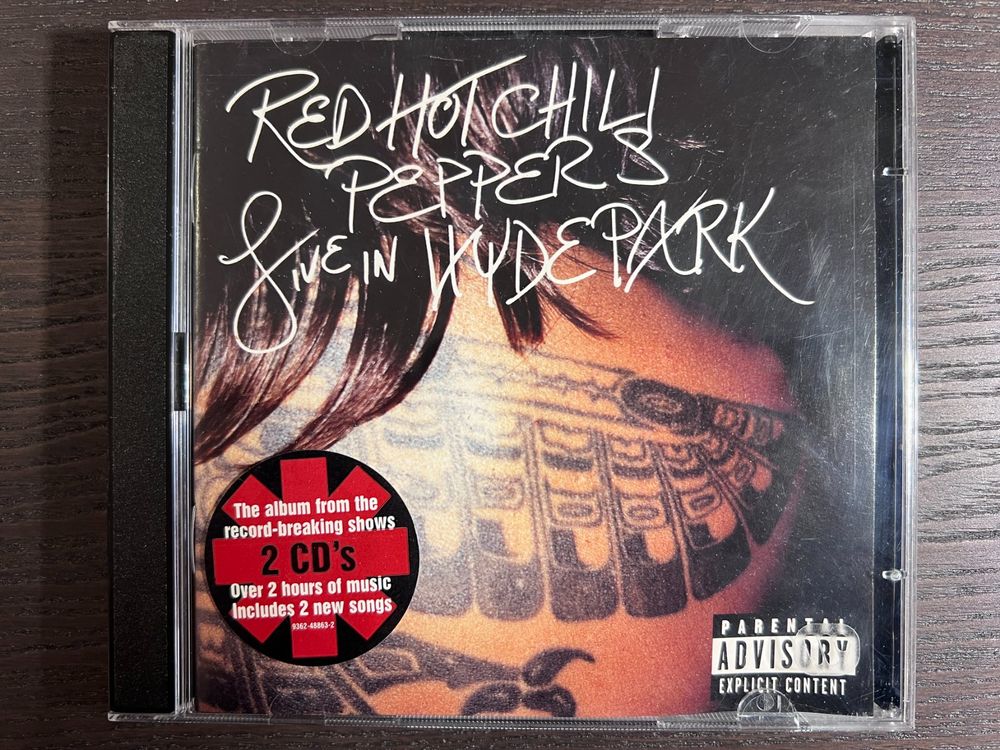 RED HOT CHILI
PEPPERS
LIVE IN HYDE PARK
The album from the
record-breaking shows
2 CD's
Over 2 hours of music
Includes 2 new songs
9362-48863-2
PARENTAL
ADVISORY
EXPLICIT CONTENT